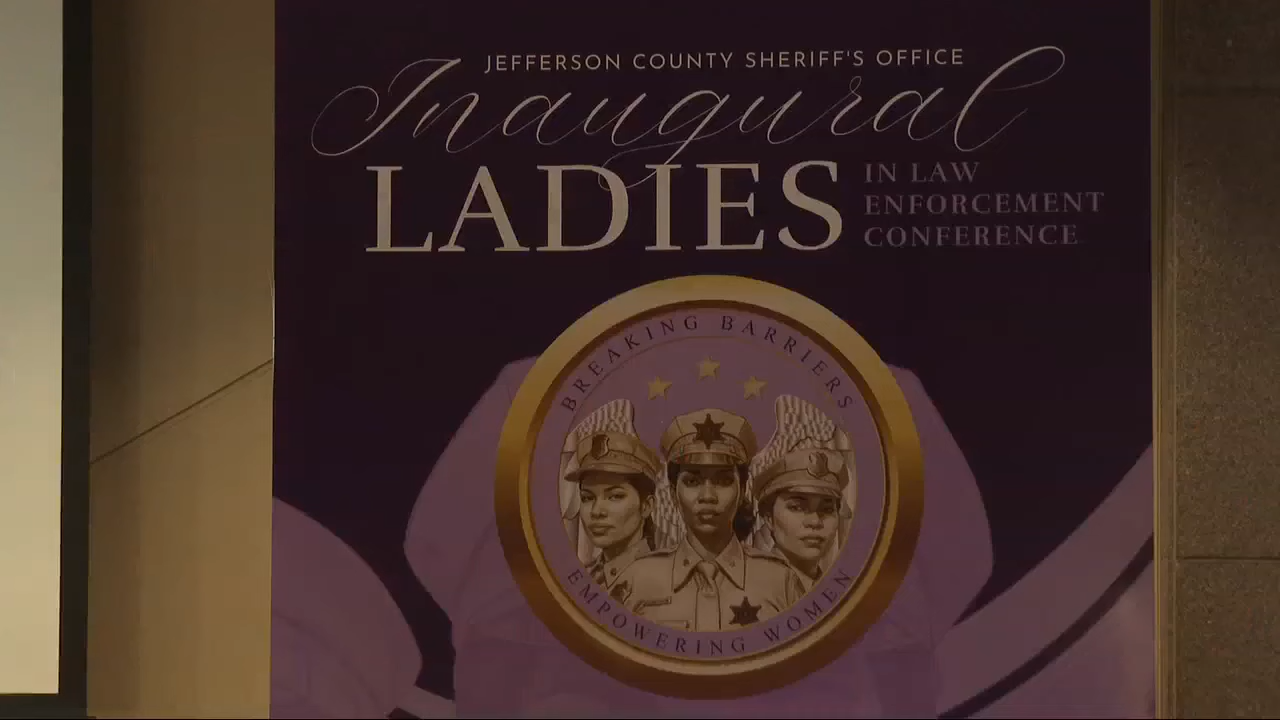 JEFFERSON COUNTY SHERIFF'S OFFICE
Inaugural
LADIES
IN LAW
ENFORCEMENT
CONFERENCE
BREAKING BARRIERS
EMPOWERING WOMEN